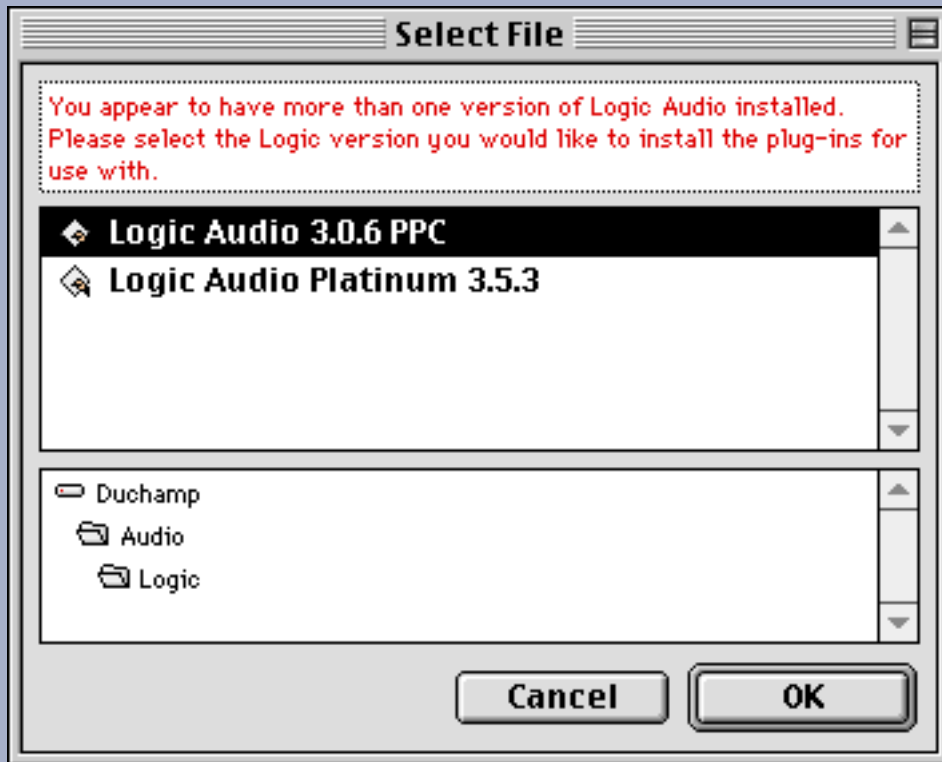 Select File
You appear to have more than one version of Logic Audio installed.
Please select the Logic version you would like to install the plug-ins for
use with.
Logic Audio 3.0.6 PPC
Logic Audio Platinum 3.5.3
Duchamp
Audio
Logic
Cancel
OK